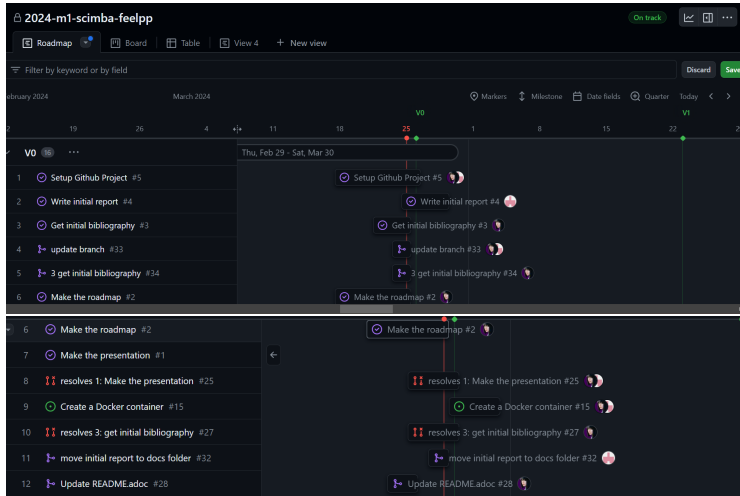 2024-m1-scimba-feelpp On track
Roadmap Board Table View 4 + New view
Filter by keyword or by field Discard Save
ebruary 2024 March 2024 Markers Milestone Date fields Quarter Today
V0 V1
2 19 26 4 11 18 25 1 8 15 22 2
V0 16 ... Thu, Feb 29 - Sat, Mar 30
1 Setup Github Project #5 Setup Github Project #5
2 Write initial report #4 Write initial report #4
3 Get initial bibliography #3 Get initial bibliography #3
4 update branch #33 update branch #33
5 3 get initial bibliography #34 3 get initial bibliography #34
6 Make the roadmap #2 Make the roadmap #2
6 Make the roadmap #2 Make the roadmap #2
7 Make the presentation #1
8 resolves 1: Make the presentation #25 resolves 1: Make the presentation #25
9 Create a Docker container #15 Create a Docker container #15
10 resolves 3: get initial bibliography #27 resolves 3: get initial bibliography #27
11 move initial report to docs folder #32 move initial report to docs folder #32
12 Update README.adoc #28 Update README.adoc #28